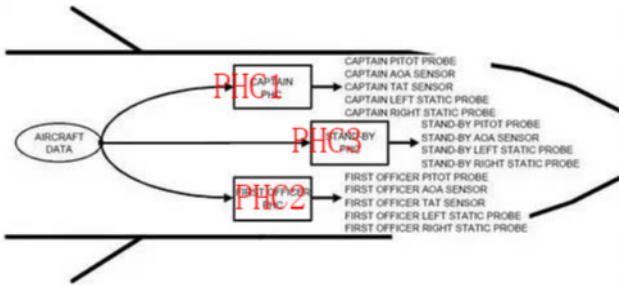 CAPTAIN PITOT PROBE
CAPTAIN AOA SENSOR
CAPTAIN TAT SENSOR
CAPTAIN LEFT STATIC PROBE
CAPTAIN RIGHT STATIC PROBE
PHC1
CAPTAIN
PHC
AIRCRAFT
DATA
PHC3
STAND-BY
PHC
STAND-BY PITOT PROBE
STAND-BY AOA SENSOR
STAND-BY LEFT STATIC PROBE
STAND-BY RIGHT STATIC PROBE
PHC2
FIRST OFFICER
PHC
FIRST OFFICER PITOT PROBE
FIRST OFFICER AOA SENSOR
FIRST OFFICER TAT SENSOR
FIRST OFFICER LEFT STATIC PROBE
FIRST OFFICER RIGHT STATIC PROBE